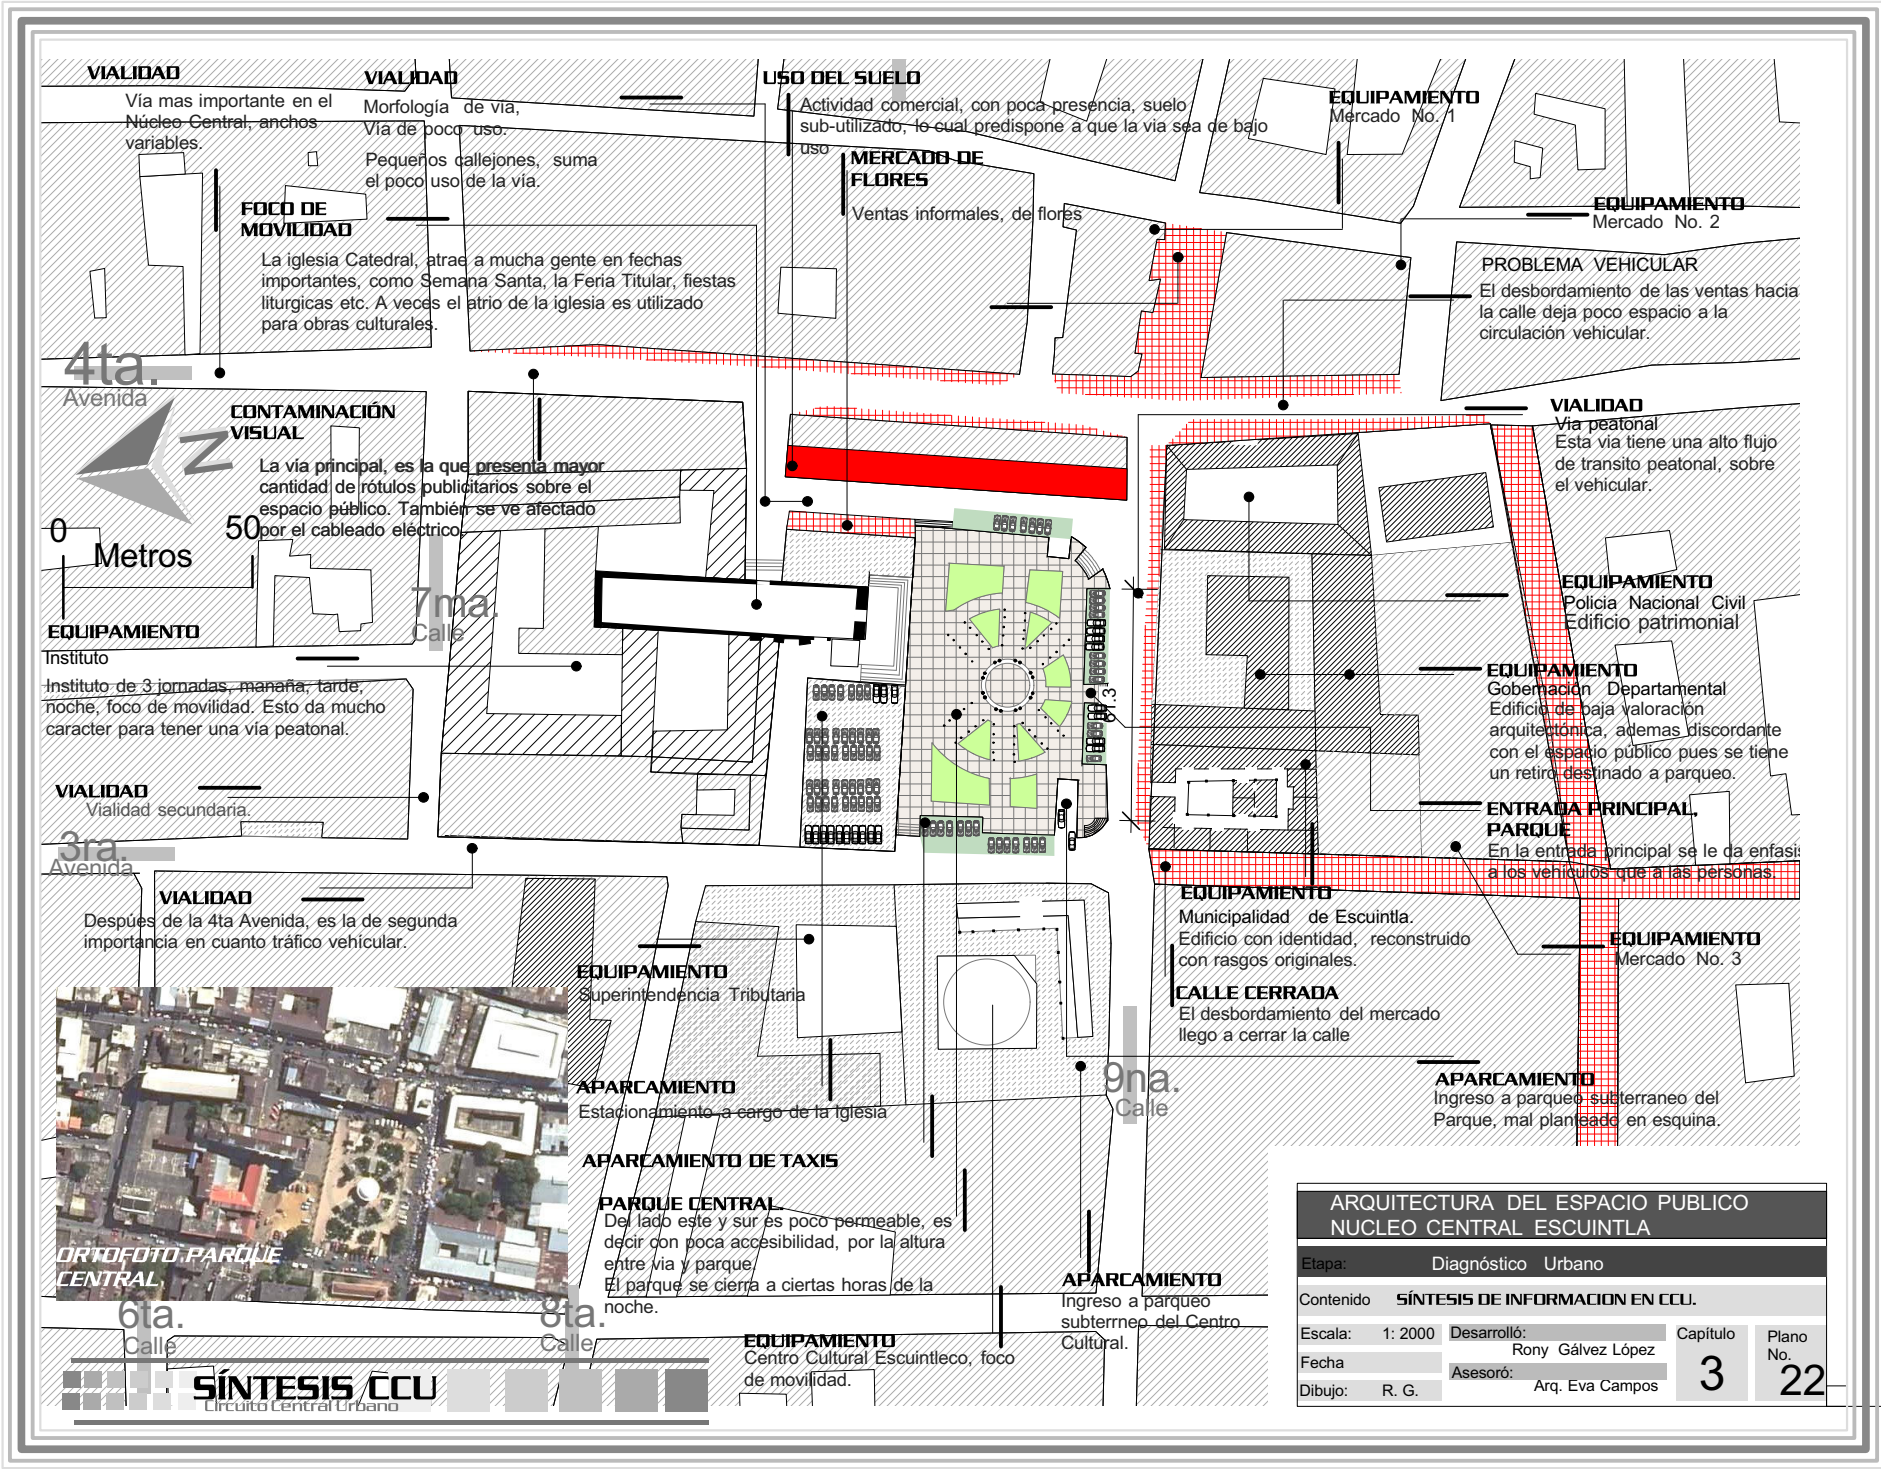 VIALIDAD
Vía mas importante en el
Núcleo Central, anchos
variables.
VIALIDAD
Morfología de vía,
Vía de poco uso.
Pequeños callejones, suma
el poco uso de la vía.
USO DEL SUELO
Actividad comercial, con poca presencia, suelo
sub-utilizado, lo cual predispone a que la via sea de bajo
uso
MERCADO DE
FLORES
Ventas informales, de flores
EQUIPAMIENTO
Mercado No. 1
EQUIPAMIENTO
Mercado No. 2
FOCO DE
MOVILIDAD
La iglesia Catedral, atrae a mucha gente en fechas
importantes, como Semana Santa, la Feria Titular, fiestas
liturgicas etc. A veces el atrio de la iglesia es utilizado
para obras culturales.
PROBLEMA VEHICULAR
El desbordamiento de las ventas hacia
la calle deja poco espacio a la
circulación vehicular.
4ta.
Avenida
N
CONTAMINACIÓN
VISUAL
La via principal, es la que presenta mayor
cantidad de rótulos publicitarios sobre el
espacio público. También se ve afectado
por el cableado eléctrico.
VIALIDAD
Via peatonal
Esta via tiene una alto flujo
de transito peatonal, sobre
el vehicular.
0 50
Metros
7ma.
Calle
EQUIPAMIENTO
Instituto
Instituto de 3 jornadas, manaña, tarde,
noche, foco de movilidad. Esto da mucho
caracter para tener una vía peatonal.
EQUIPAMIENTO
Policia Nacional Civil
Edificio patrimonial
EQUIPAMIENTO
Gobernación Departamental
Edificio de baja valoración
arquitectónica, ademas discordante
con el espacio público pues se tiene
un retiro destinado a parqueo.
VIALIDAD
Vialidad secundaria.
ENTRADA PRINCIPAL,
PARQUE
En la entrada principal se le da enfasis
a los vehículos que a las personas.
3ra.
Avenida
VIALIDAD
Despúes de la 4ta Avenida, es la de segunda
importancia en cuanto tráfico vehícular.
EQUIPAMIENTO
Municipalidad de Escuintla.
Edificio con identidad, reconstruido
con rasgos originales.
EQUIPAMIENTO
Mercado No. 3
EQUIPAMIENTO
Superintendencia Tributaria
CALLE CERRADA
El desbordamiento del mercado
llego a cerrar la calle
9na.
Calle
APARCAMIENTO
Estacionamiento a cargo de la Iglesia
APARCAMIENTO
Ingreso a parqueo subterraneo del
Parque, mal planteado en esquina.
APARCAMIENTO DE TAXIS
PARQUE CENTRAL.
Del lado este y sur es poco permeable, es
decir con poca accesibilidad, por la altura
entre via y parque.
El parque se cierra a ciertas horas de la
noche.
APARCAMIENTO
Ingreso a parqueo
subterrneo del Centro
Cultural.
EQUIPAMIENTO
Centro Cultural Escuintleco, foco
de movilidad.
ORTOFOTO PARQUE
CENTRAL
6ta.
Calle
8ta.
Calle
SÍNTESIS CCU
Circuito Central Urbano
ARQUITECTURA DEL ESPACIO PUBLICO
NUCLEO CENTRAL ESCUINTLA
Etapa: Diagnóstico Urbano
Contenido SÍNTESIS DE INFORMACION EN CCU.
Escala: 1: 2000
Desarrolló:
Rony Gálvez López
Fecha
Asesoró:
Arq. Eva Campos
Dibujo: R. G.
Capítulo
3
Plano
No.
22